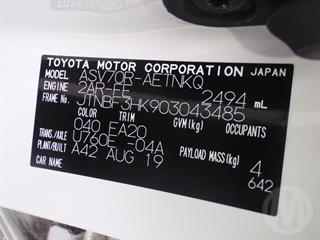 TOYOTA MOTOR CORPORATION JAPAN
MODEL ASV70R-AETNKQ
ENGINE 2AR-FE 2494 mL
FRAME No. JTNBF3HK903043485
COLOR TRIM GVM (kg) OCCUPANTS
040 EA20
TRANS./AXLE U760E -04A PAYLOAD MASS(kg) 4
PLANT/BUILT A42 AUG 19 642
CAR NAME